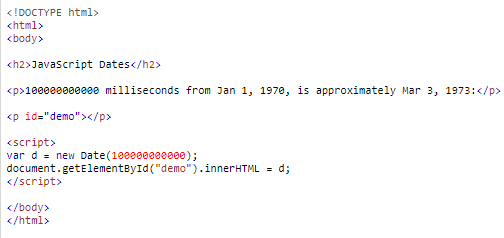 <!DOCTYPE html>
<html>
<body>
<h2>JavaScript Dates</h2>
<p>100000000000 milliseconds from Jan 1, 1970, is approximately Mar 3, 1973:</p>
<p id="demo"></p>
<script>
var d = new Date(100000000000);
document.getElementById("demo").innerHTML = d;
</script>
</body>
</html>